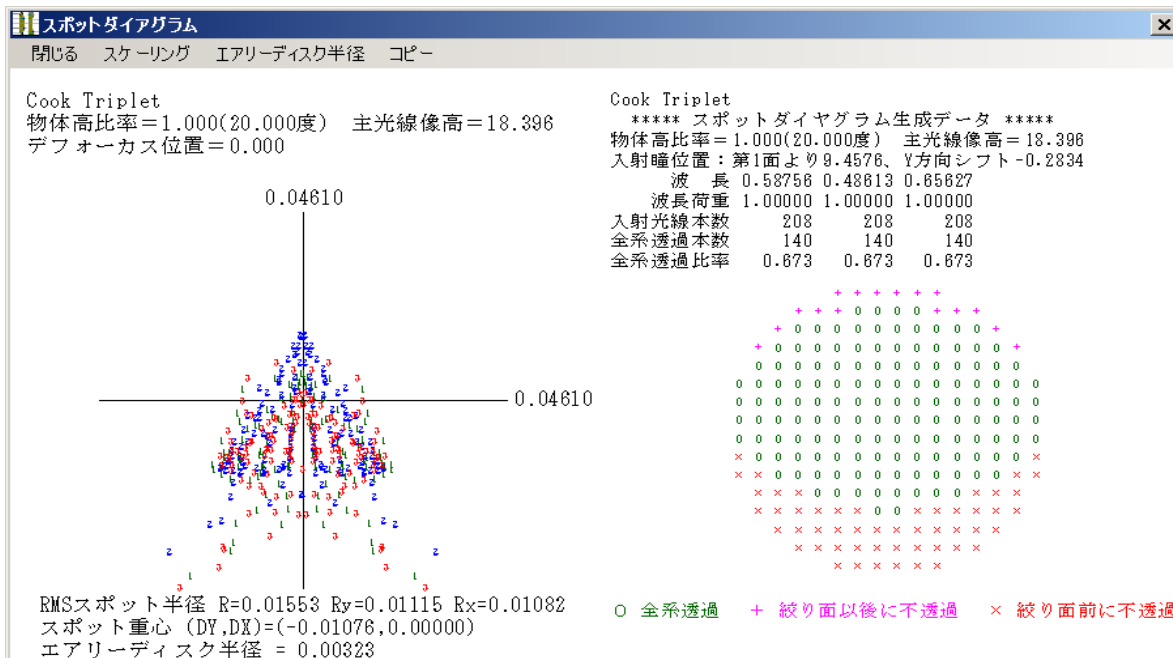 スポットダイアグラム
閉じる スケーリング エアリーディスク半径 コピー
Cook Triplet
物体高比率＝1.000(20.000度) 主光線像高＝18.396
デフォーカス位置＝0.000
0.04610
0.04610
RMSスポット半径 R=0.01553 Ry=0.01115 Rx=0.01082
スポット重心 (DY,DX)=(-0.01076,0.00000)
エアリーディスク半径 = 0.00323
Cook Triplet
***** スポットダイヤグラム生成データ *****
物体高比率＝1.000(20.000度) 主光線像高＝18.396
入射瞳位置：第1面より9.4576、Y方向シフト-0.2834
波 長 0.58756 0.48613 0.65627
波長荷重 1.00000 1.00000 1.00000
入射光線本数 208 208 208
全系透過本数 140 140 140
全系透過比率 0.673 0.673 0.673
O 全系透過 + 絞り面以後に不透過 × 絞り面前に不透過